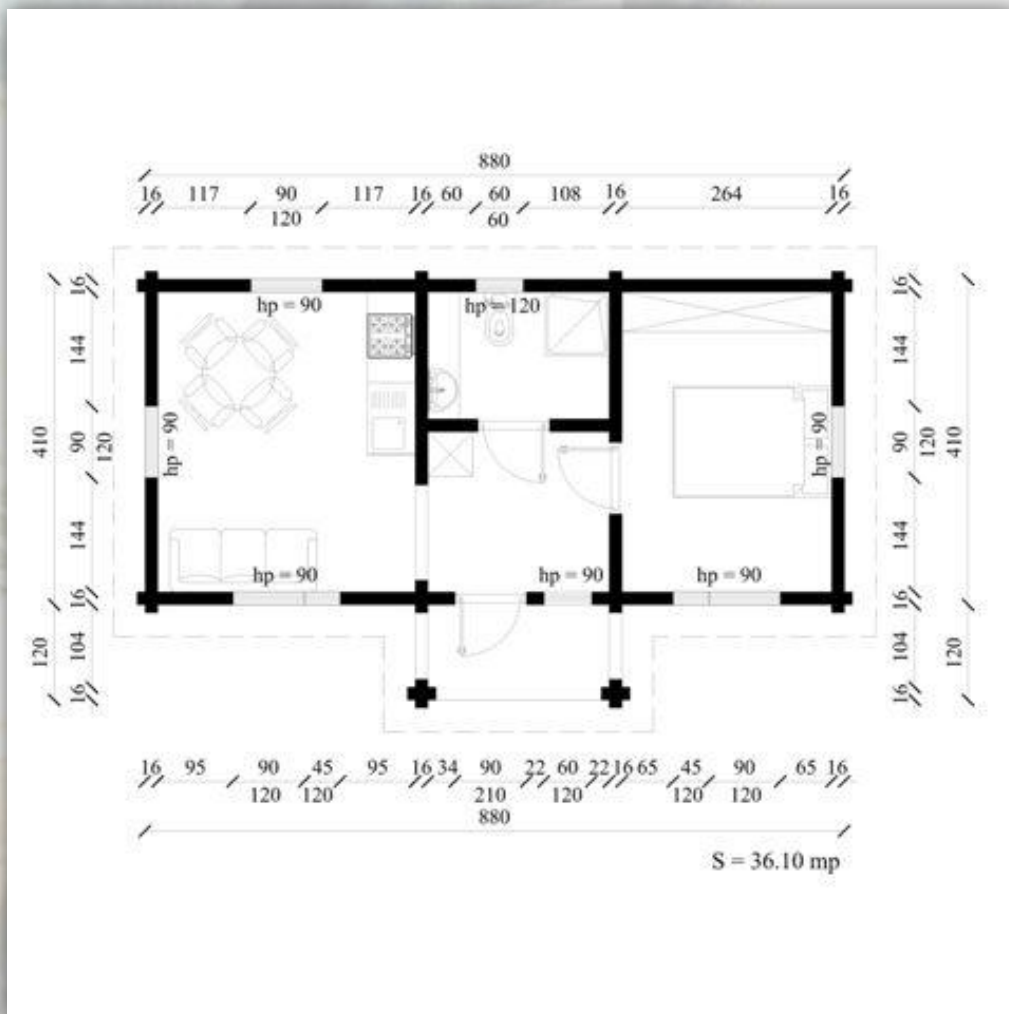 880
16 117 90 117 16 60 60 108 16 264 16
120 60
hp = 90 hp = 120
16 144 90 144 16 104 16
120
410 120
hp = 90
hp = 90
16 144 90 144 16 104 16
120
410 120
hp = 90 hp = 90 hp = 90
16 95 90 45 95 16 34 90 22 60 22 16 65 45 90 65 16
120 120 210 120 120 120
880
S = 36.10 mp